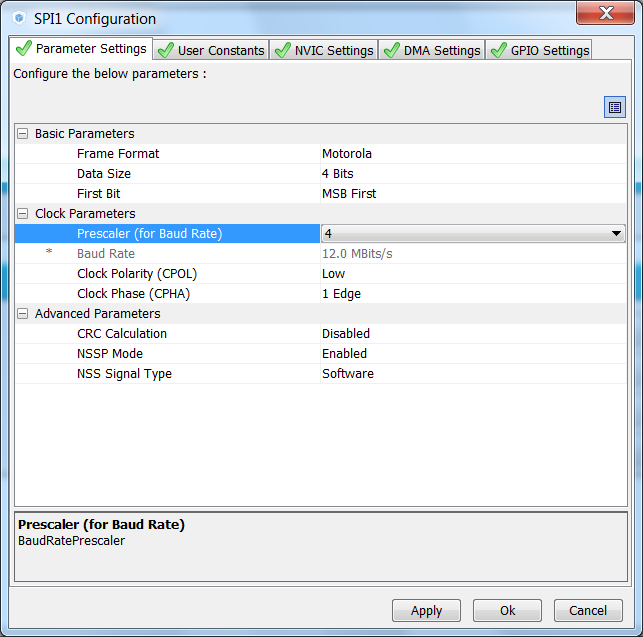 SPI1 Configuration
Parameter Settings User Constants NVIC Settings DMA Settings GPIO Settings
Configure the below parameters :
Basic Parameters
Frame Format Motorola
Data Size 4 Bits
First Bit MSB First
Clock Parameters
Prescaler (for Baud Rate) 4
* Baud Rate 12.0 MBits/s
Clock Polarity (CPOL) Low
Clock Phase (CPHA) 1 Edge
Advanced Parameters
CRC Calculation Disabled
NSSP Mode Enabled
NSS Signal Type Software
Prescaler (for Baud Rate)
BaudRatePrescaler
Apply Ok Cancel